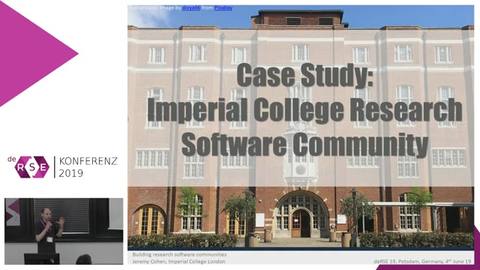 Case Study:
Imperial College Research
Software Community
de
RSE
KONFERENZ
2019
Building research software communities
Jeremy Cohen, Imperial College London
deRSE 19, Potsdam, Germany, 4th June 19